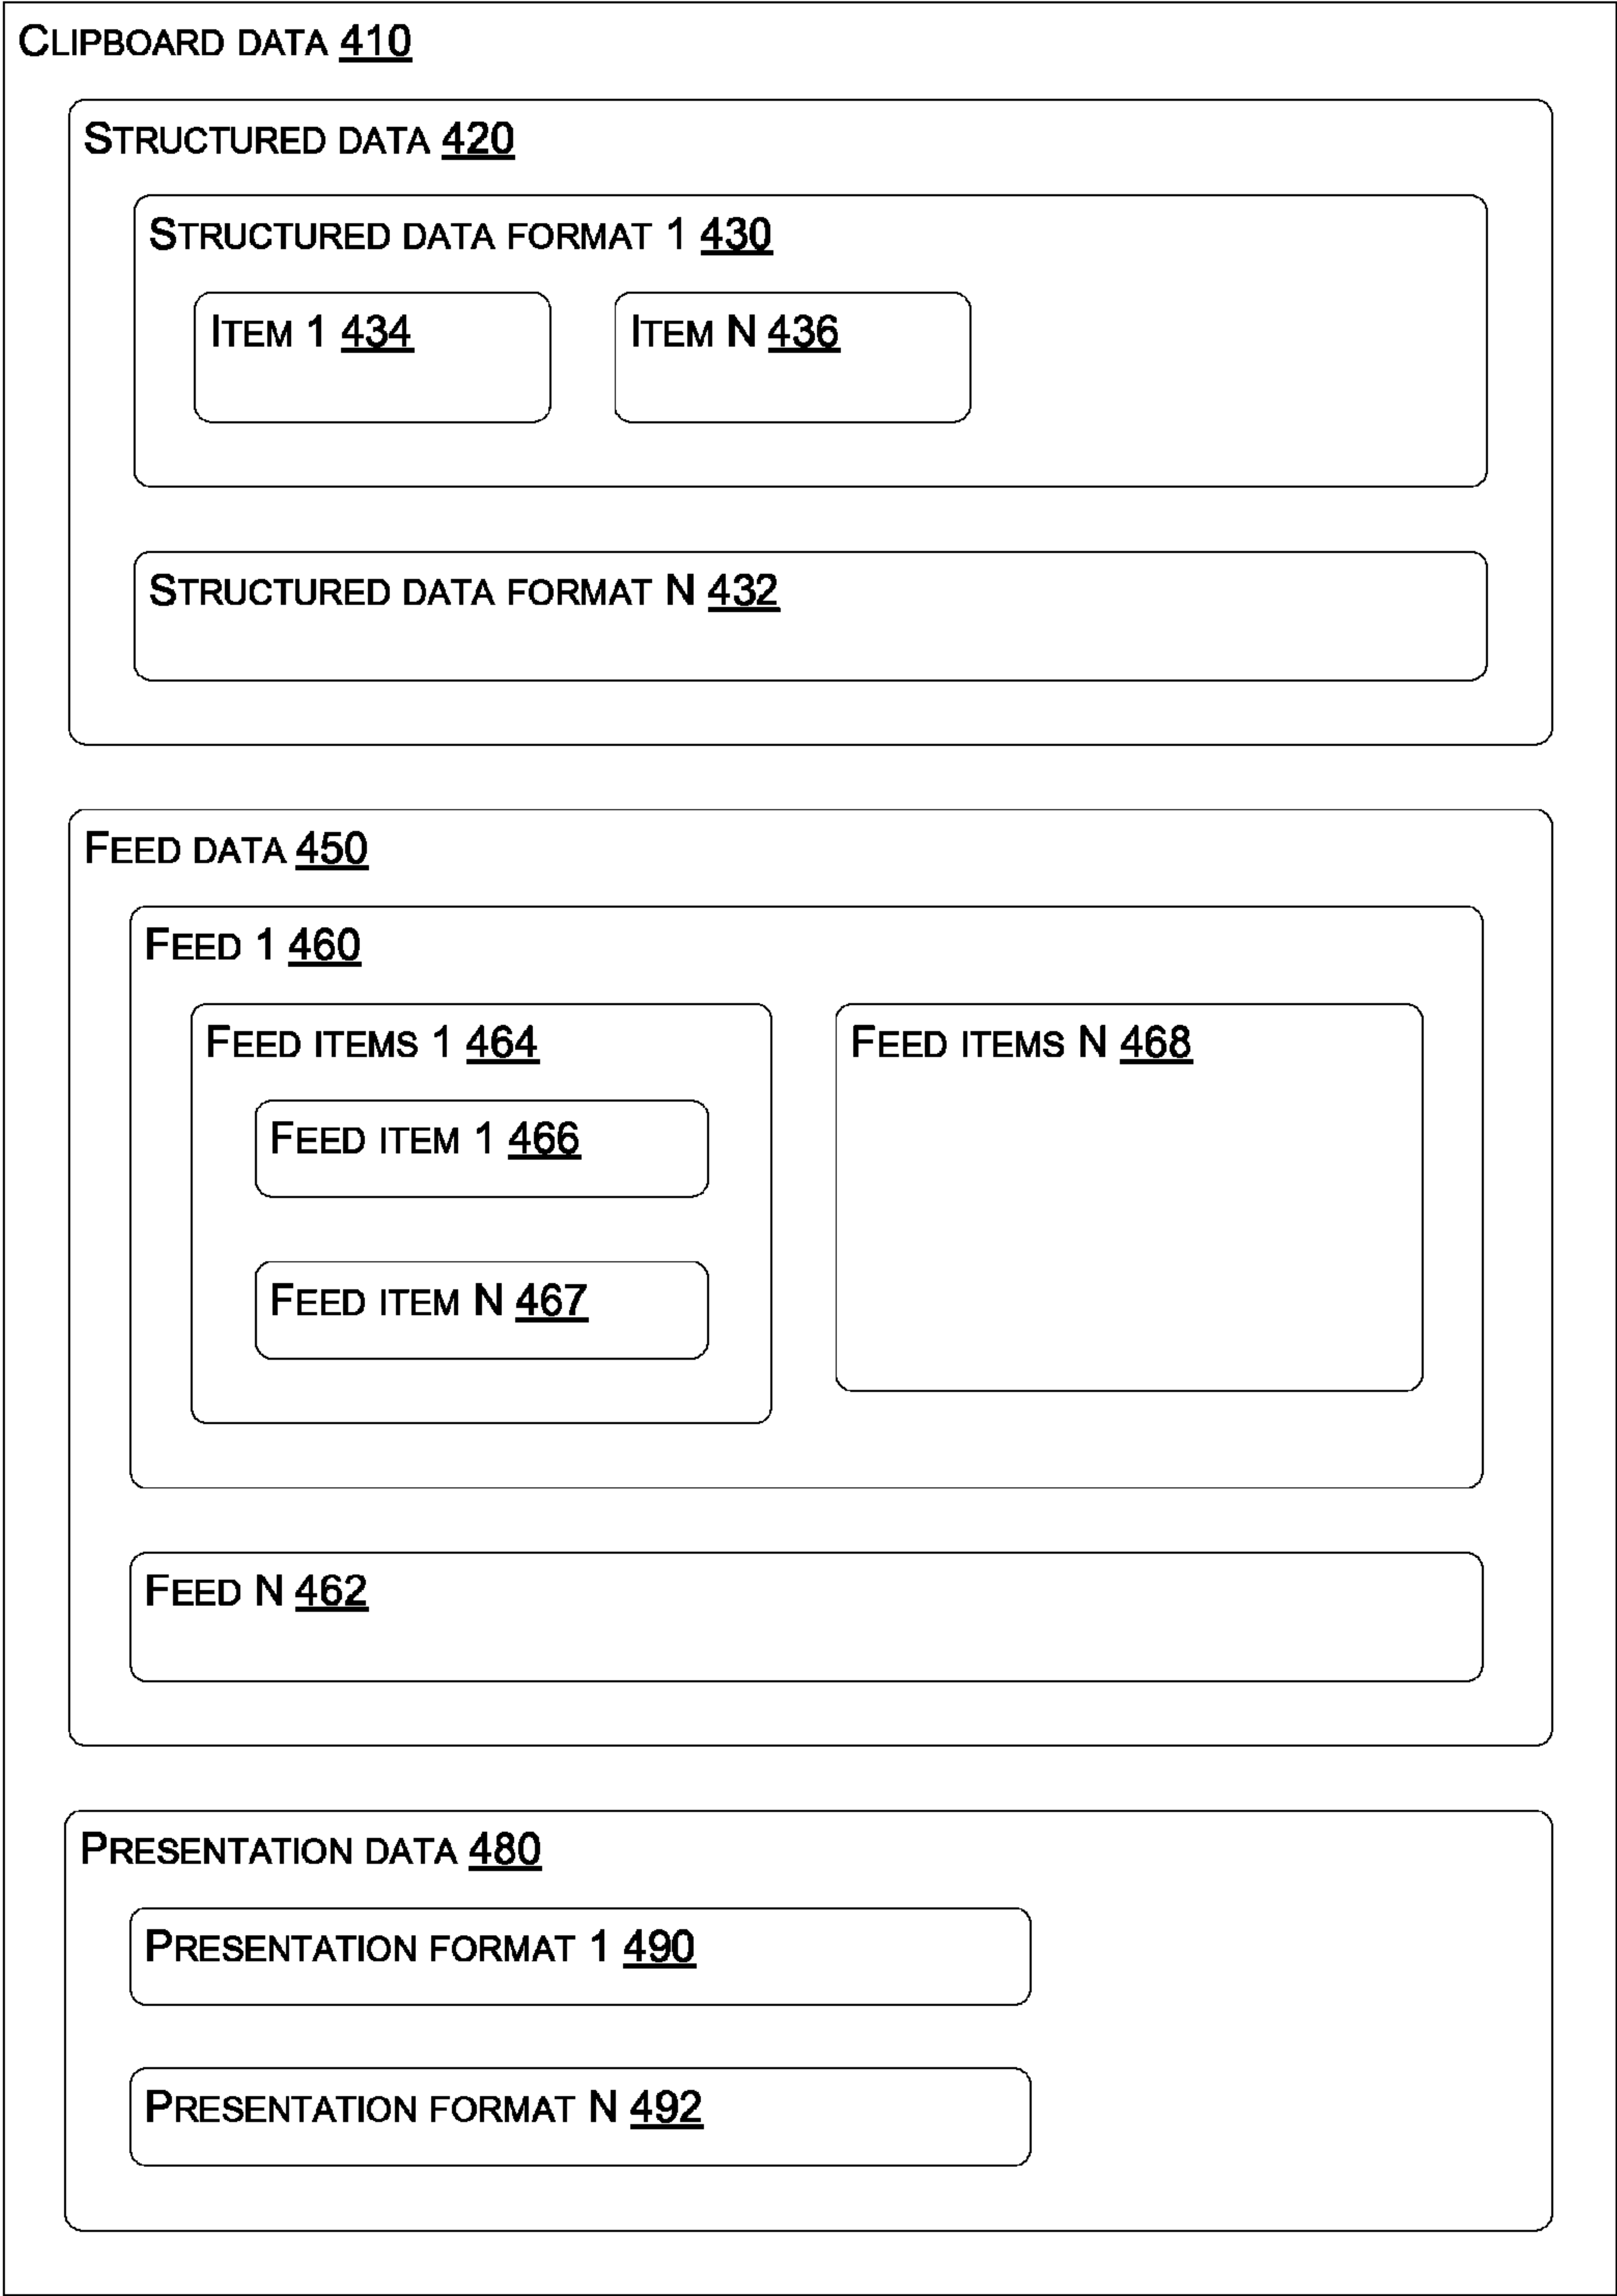 CLIPBOARD DATA 410
STRUCTURED DATA 420
STRUCTURED DATA FORMAT 1 430
ITEM 1 434
ITEM N 436
STRUCTURED DATA FORMAT N 432
FEED DATA 450
FEED 1 460
FEED ITEMS 1 464
FEED ITEMS N 468
FEED ITEM 1 466
FEED ITEM N 467
FEED N 462
PRESENTATION DATA 480
PRESENTATION FORMAT 1 490
PRESENTATION FORMAT N 492